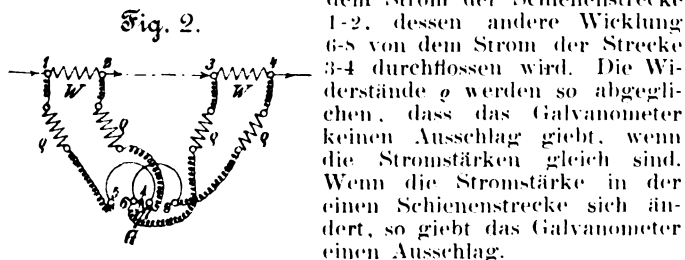 Fig. 2.
1 2 3 4
W W
ϱ ϱ ϱ ϱ
5 6 8
dem Strom der Schienenstrecke
1-2, dessen andere Wicklung
6-8 von dem Strom der Strecke
3-4 durchflossen wird. Die Wi-
derstände ϱ werden so abgegli-
chen, dass das Galvanometer
keinen Ausschlag giebt, wenn
die Stromstärken gleich sind.
Wenn die Stromstärke in der
einen Schienenstrecke sich än-
dert, so giebt das Galvanometer
einen Ausschlag.